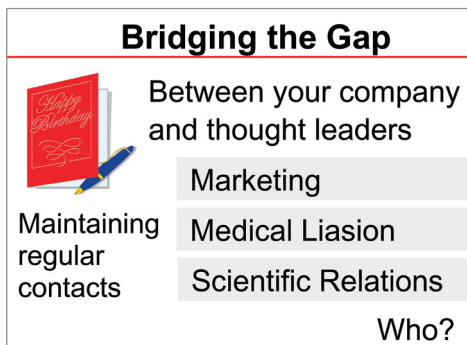 Bridging the Gap
Happy
Birthday
Between your company
and thought leaders
Marketing
Maintaining
regular
contacts
Medical Liasion
Scientific Relations
Who?